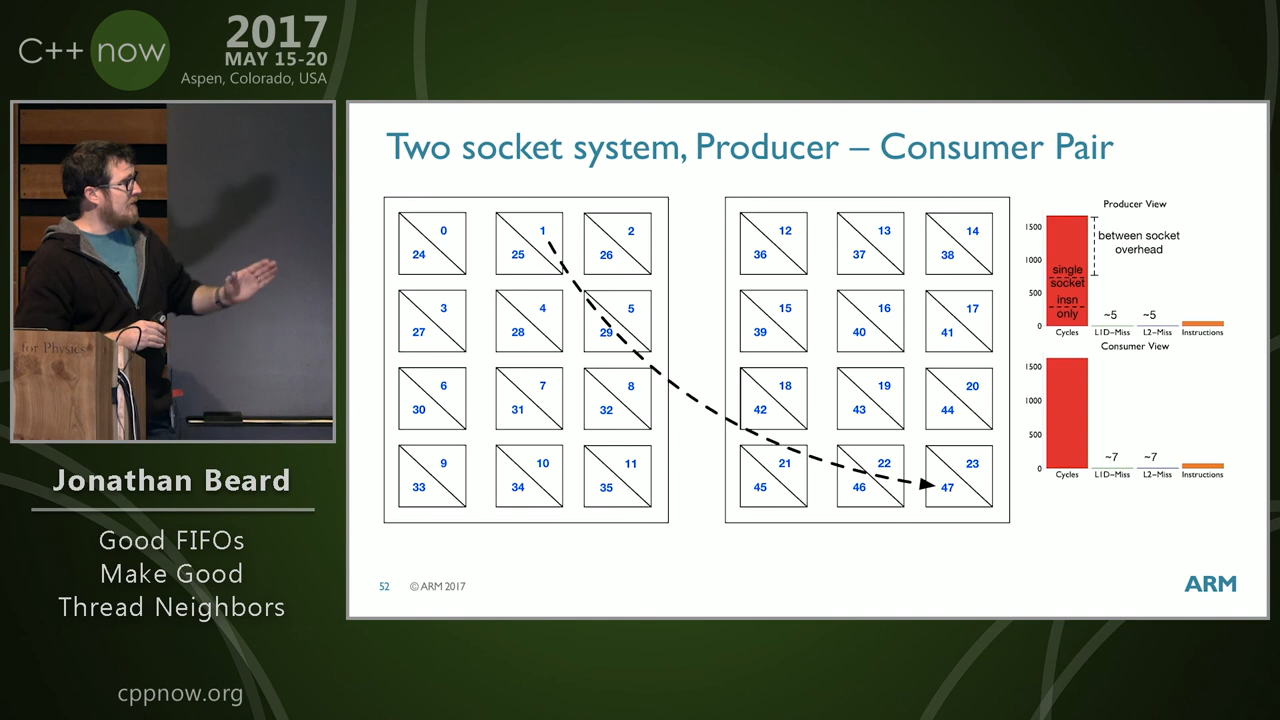 C++ now
2017
MAY 15-20
Aspen, Colorado, USA
for Physics
Jonathan Beard
Good FIFOs
Make Good
Thread Neighbors
cppnow.org
Two socket system, Producer – Consumer Pair
0 1 2
24 25 26
3 4 5
27 28 29
6 7 8
30 31 32
9 10 11
33 34 35
12 13 14
36 37 38
15 16 17
39 40 41
18 19 20
42 43 44
21 22 23
45 46 47
Producer View
1500
1000
500
0
between socket
overhead
single
socket
insn
only
~5 ~5
Cycles L1D–Miss L2–Miss Instructions
Consumer View
1500
1000
500
0
~7 ~7
Cycles L1D–Miss L2–Miss Instructions
52 © ARM 2017
ARM